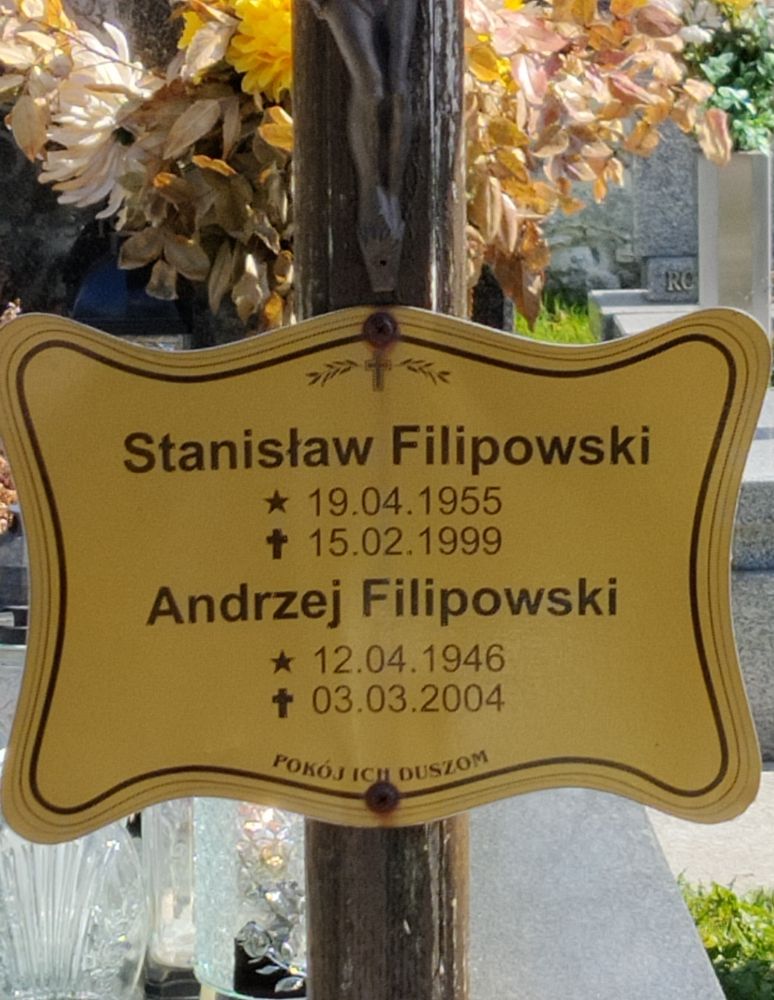 Stanisław Filipowski
★ 19.04.1955
✝ 15.02.1999
Andrzej Filipowski
★ 12.04.1946
✝ 03.03.2004
POKÓJ ICH DUSZOM